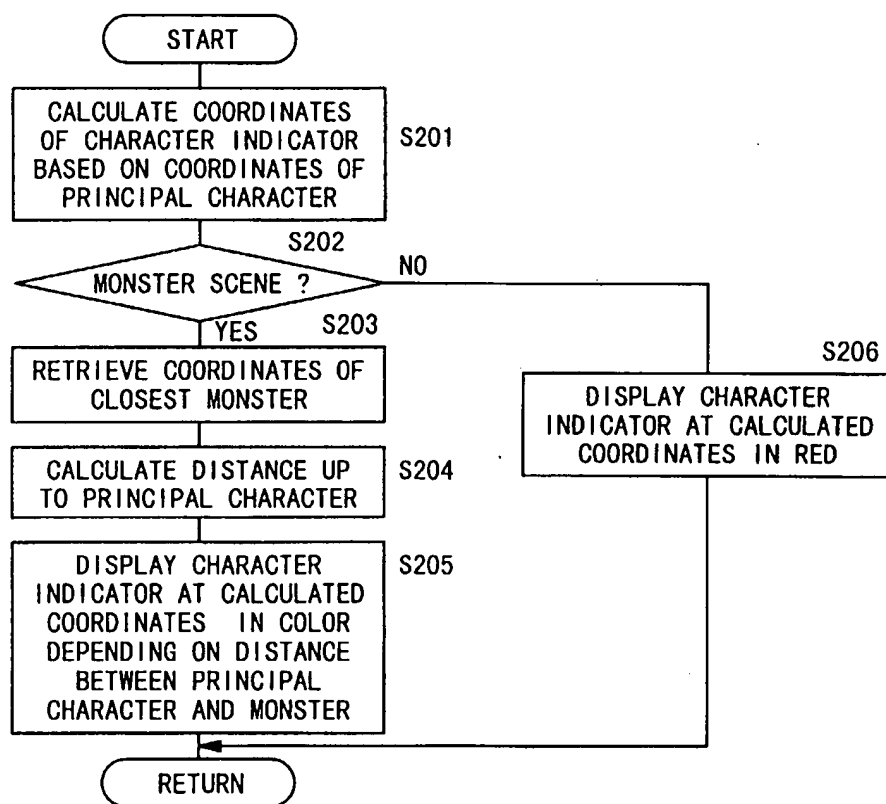 START
CALCULATE COORDINATES
OF CHARACTER INDICATOR
BASED ON COORDINATES OF
PRINCIPAL CHARACTER
S201
S202
MONSTER SCENE ?
NO
YES
S203
RETRIEVE COORDINATES OF
CLOSEST MONSTER
S206
DISPLAY CHARACTER
INDICATOR AT CALCULATED
COORDINATES IN RED
CALCULATE DISTANCE UP
TO PRINCIPAL CHARACTER
S204
DISPLAY CHARACTER
INDICATOR AT CALCULATED
COORDINATES IN COLOR
DEPENDING ON DISTANCE
BETWEEN PRINCIPAL
CHARACTER AND MONSTER
S205
RETURN